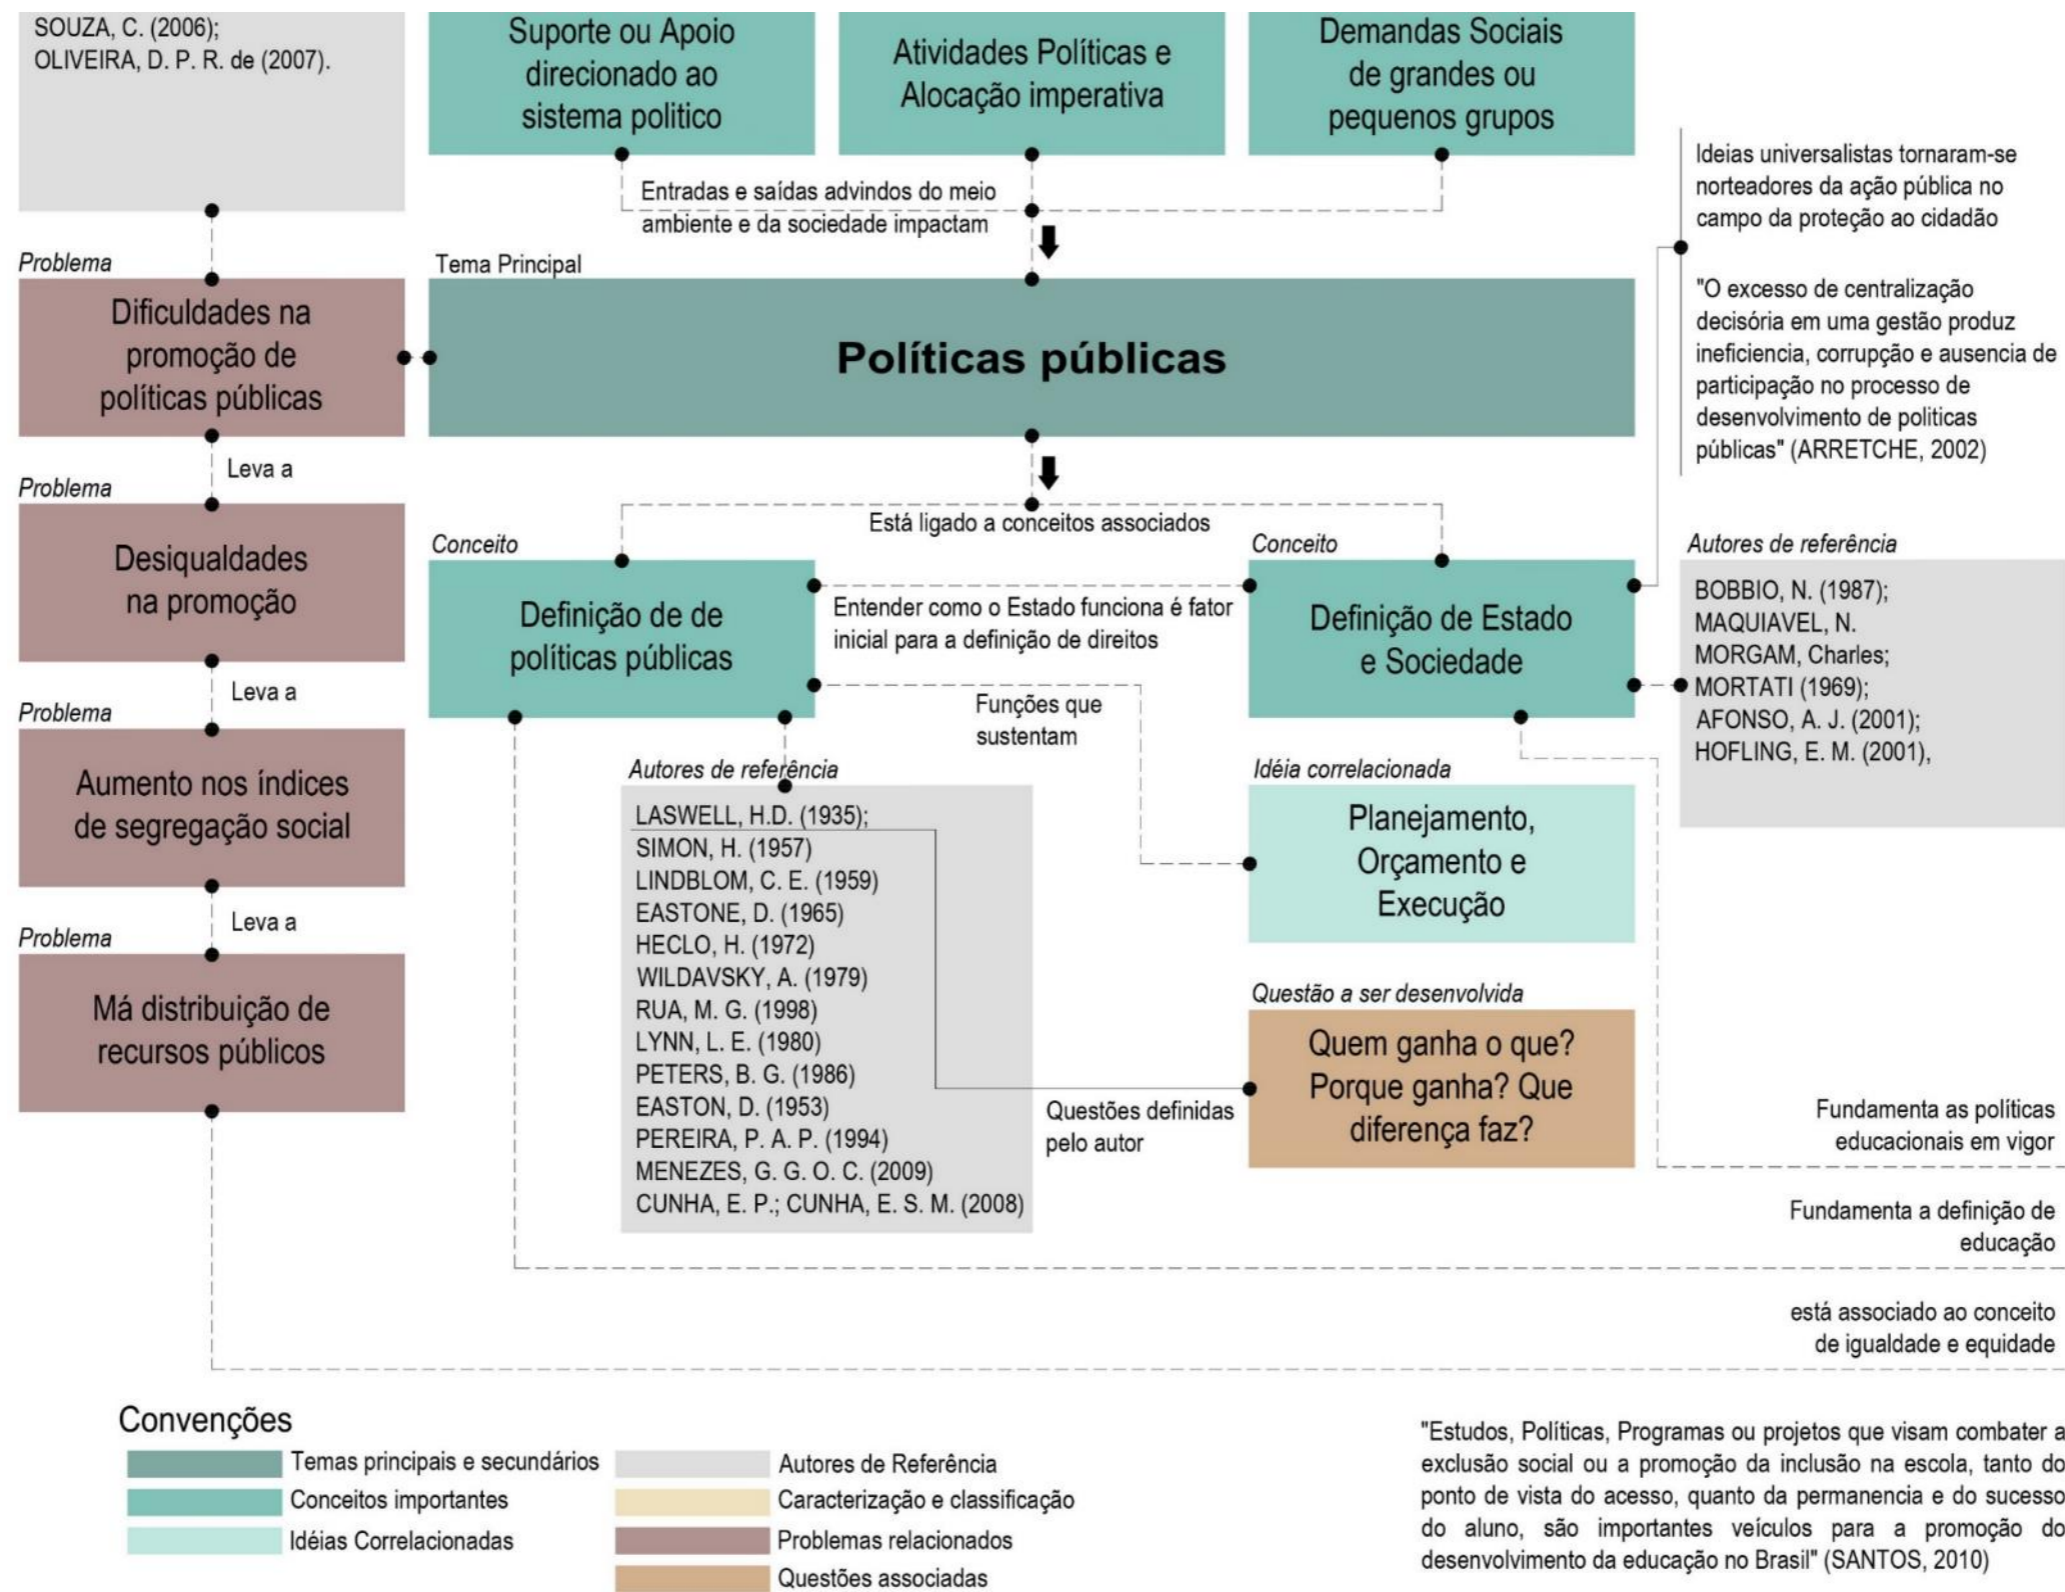 SOUZA, C. (2006);
OLIVEIRA, D. P. R. de (2007).
Suporte ou Apoio
direcionado ao
sistema politico
Atividades Políticas e
Alocação imperativa
Demandas Sociais
de grandes ou
pequenos grupos
Entradas e saídas advindos do meio
ambiente e da sociedade impactam
Ideias universalistas tornaram-se
norteadores da ação pública no
campo da proteção ao cidadão
"O excesso de centralização
decisória em uma gestão produz
ineficiencia, corrupção e ausencia de
participação no processo de
desenvolvimento de politicas
públicas" (ARRETCHE, 2002)
Problema
Dificuldades na
promoção de
políticas públicas
Tema Principal
Políticas públicas
Leva a
Problema
Desiqualdades
na promoção
Leva a
Problema
Aumento nos índices
de segregação social
Leva a
Problema
Má distribuição de
recursos públicos
Está ligado a conceitos associados
Conceito
Definição de de
políticas públicas
Entender como o Estado funciona é fator
inicial para a definição de direitos
Conceito
Definição de Estado
e Sociedade
Autores de referência
BOBBIO, N. (1987);
MAQUIAVEL, N.
MORGAM, Charles;
MORTATI (1969);
AFONSO, A. J. (2001);
HOFLING, E. M. (2001),
Funções que
sustentam
Autores de referência
LASWELL, H.D. (1935);
SIMON, H. (1957)
LINDBLOM, C. E. (1959)
EASTONE, D. (1965)
HECLO, H. (1972)
WILDAVSKY, A. (1979)
RUA, M. G. (1998)
LYNN, L. E. (1980)
PETERS, B. G. (1986)
EASTON, D. (1953)
PEREIRA, P. A. P. (1994)
MENEZES, G. G. O. C. (2009)
CUNHA, E. P.; CUNHA, E. S. M. (2008)
Idéia correlacionada
Planejamento,
Orçamento e
Execução
Questão a ser desenvolvida
Quem ganha o que?
Porque ganha? Que
diferença faz?
Questões definidas
pelo autor
Fundamenta as políticas
educacionais em vigor
Fundamenta a definição de
educação
está associado ao conceito
de igualdade e equidade
Convenções
Temas principais e secundários
Conceitos importantes
Idéias Correlacionadas
Autores de Referência
Caracterização e classificação
Problemas relacionados
Questões associadas
"Estudos, Políticas, Programas ou projetos que visam combater a
exclusão social ou a promoção da inclusão na escola, tanto do
ponto de vista do acesso, quanto da permanencia e do sucesso
do aluno, são importantes veículos para a promoção do
desenvolvimento da educação no Brasil" (SANTOS, 2010)